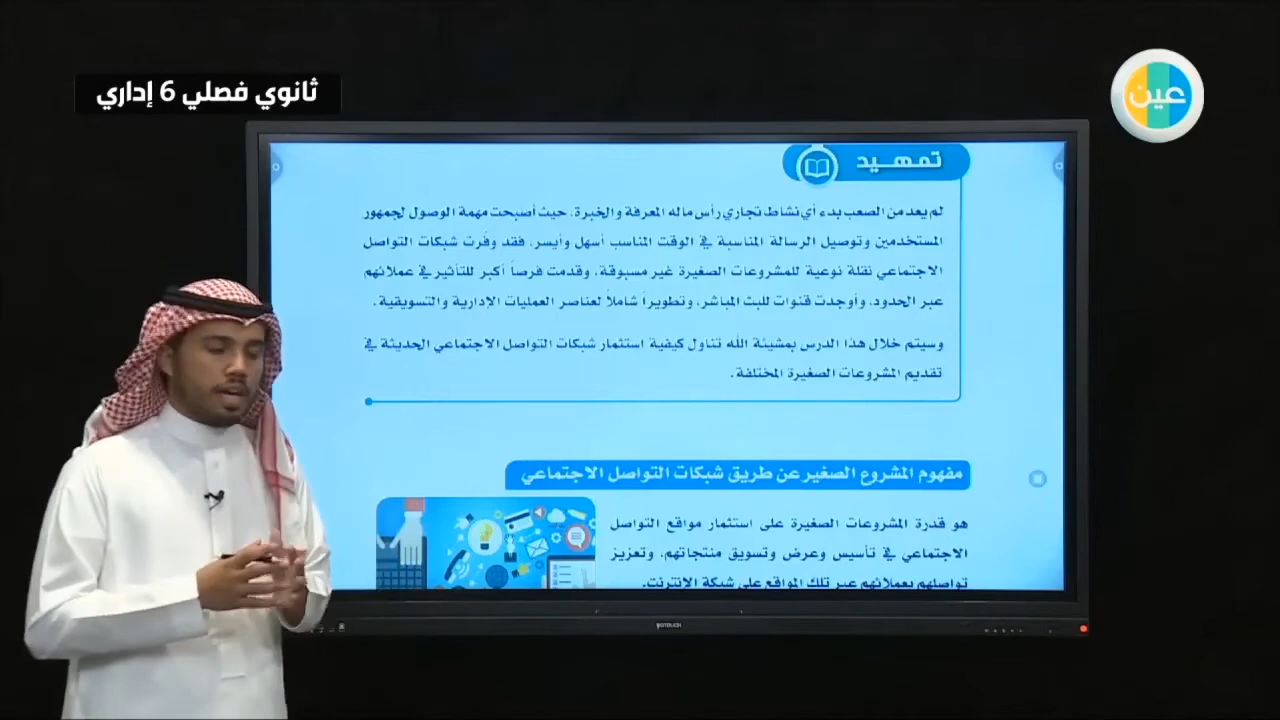 ثانوي فصلي 6 إداري
عين
تمهيد
لم يعد من الصعب بدء أي نشاط تجاري رأس ماله المعرفة والخبرة، حيث أصبحت مهمة الوصول لجمهور
المستخدمين وتوصيل الرسالة المناسبة في الوقت المناسب أسهل وأيسر، فقد وفرت شبكات التواصل
الاجتماعي نقلة نوعية للمشروعات الصغيرة غير مسبوقة، وقدمت فرصاً أكبر للتأثير في عملائهم
عبر الحدود، وأوجدت قنوات للبث المباشر، وتطويراً شاملاً لعناصر العمليات الإدارية والتسويقية.
وسيتم خلال هذا الدرس بمشيئة الله تناول كيفية استثمار شبكات التواصل الاجتماعي الحديثة في
تقديم المشروعات الصغيرة المختلفة.
مفهوم المشروع الصغير عن طريق شبكات التواصل الاجتماعي
هو قدرة المشروعات الصغيرة على استثمار مواقع التواصل
الاجتماعي في تأسيس وعرض وتسويق منتجاتهم، وتعزيز
تواصلهم بعملائهم عبر تلك المواقع على شبكة الإنترنت.